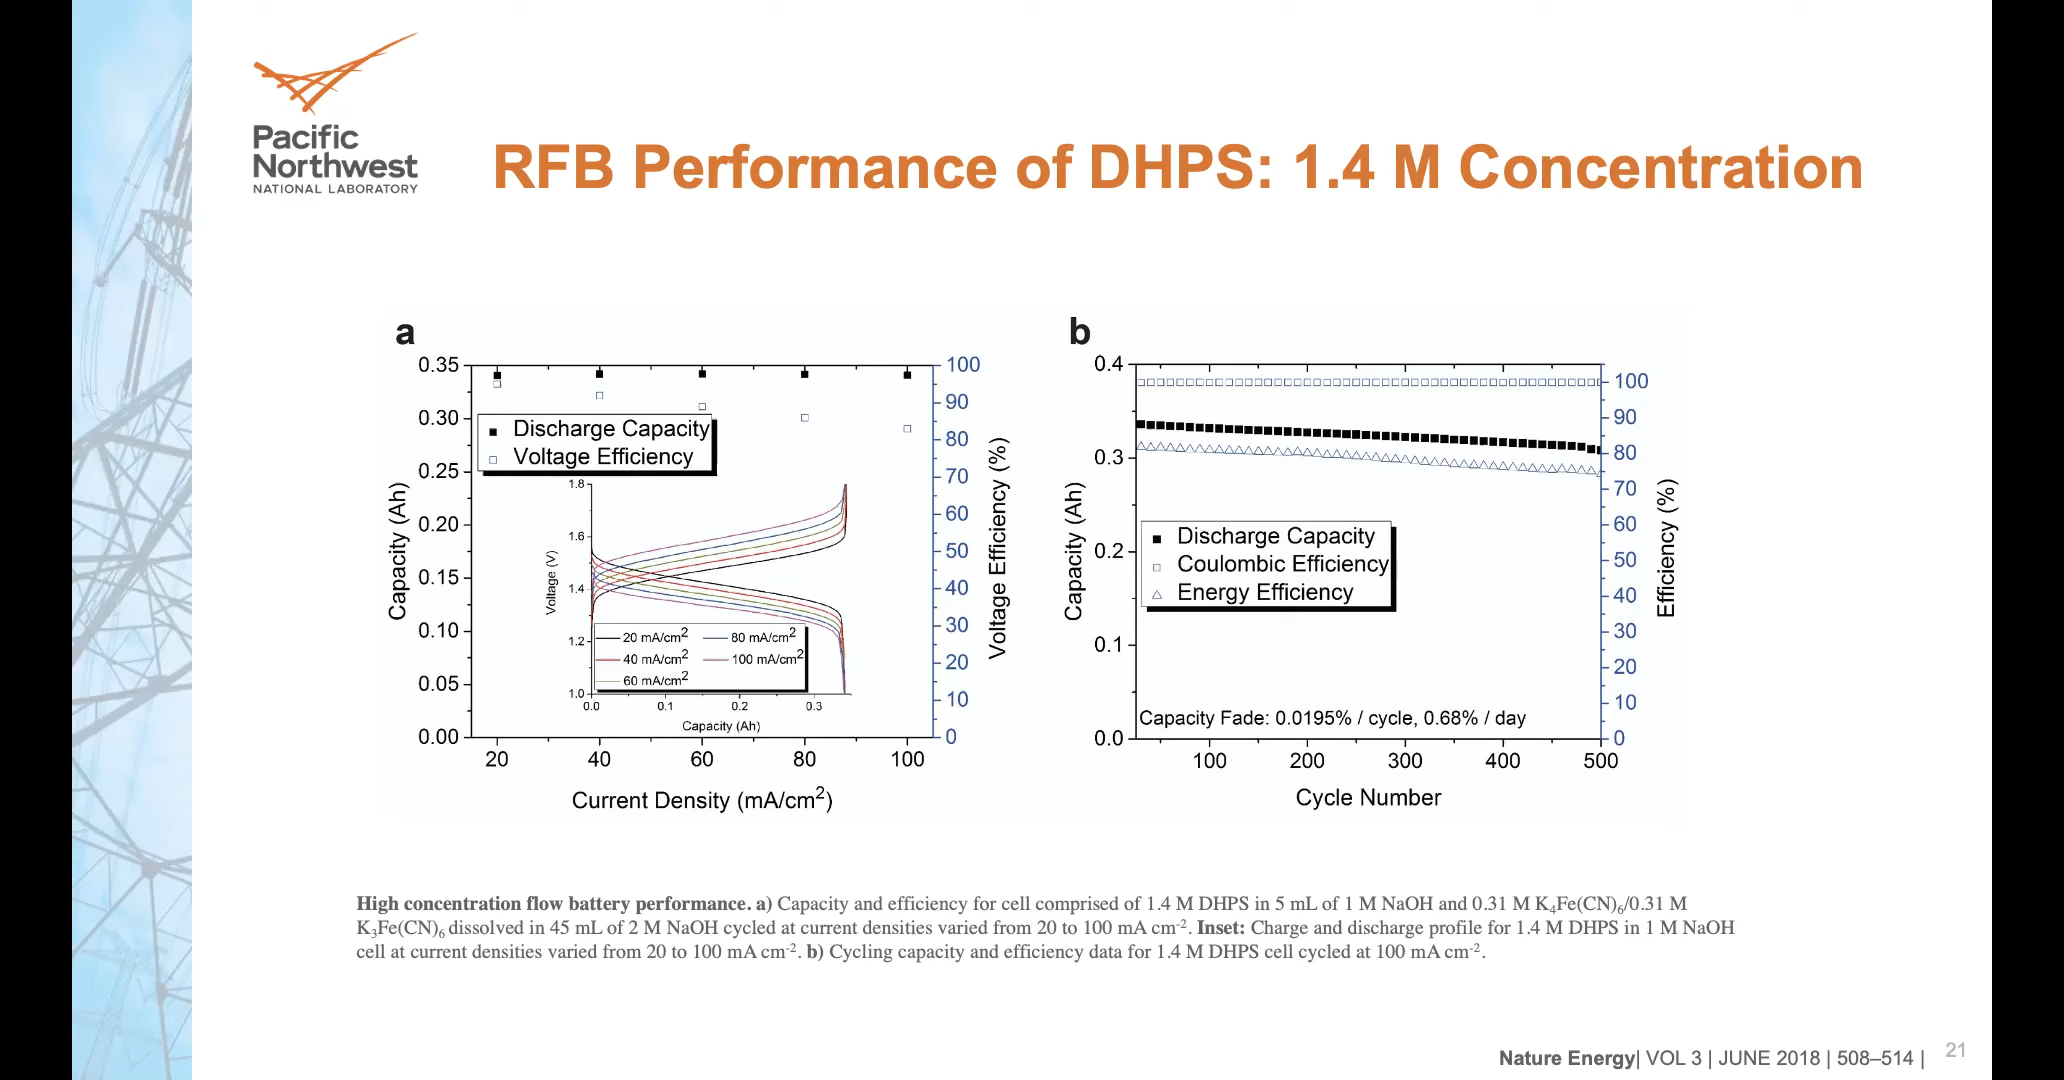 Pacific
Northwest
NATIONAL LABORATORY
RFB Performance of DHPS: 1.4 M Concentration
a
0.35
0.30
0.25
0.20
0.15
0.10
0.05
0.00
Capacity (Ah)
100
90
80
70
60
50
40
30
20
10
0
Voltage Efficiency (%)
Discharge Capacity
Voltage Efficiency
1.8
1.6
1.4
1.2
1.0
Voltage (V)
20 mA/cm² 80 mA/cm²
40 mA/cm² 100 mA/cm²
60 mA/cm²
0.0 0.1 0.2 0.3
Capacity (Ah)
20 40 60 80 100
Current Density (mA/cm²)
b
0.4
0.3
0.2
0.1
0.0
Capacity (Ah)
100
90
80
70
60
50
40
30
20
10
0
Efficiency (%)
Discharge Capacity
Coulombic Efficiency
Energy Efficiency
Capacity Fade: 0.0195% / cycle, 0.68% / day
100 200 300 400 500
Cycle Number
High concentration flow battery performance. a) Capacity and efficiency for cell comprised of 1.4 M DHPS in 5 mL of 1 M NaOH and 0.31 M K₄Fe(CN)₆/0.31 M
K₃Fe(CN)₆ dissolved in 45 mL of 2 M NaOH cycled at current densities varied from 20 to 100 mA cm⁻². Inset: Charge and discharge profile for 1.4 M DHPS in 1 M NaOH
cell at current densities varied from 20 to 100 mA cm⁻². b) Cycling capacity and efficiency data for 1.4 M DHPS cell cycled at 100 mA cm⁻².
Nature Energy| VOL 3 | JUNE 2018 | 508–514 |
21